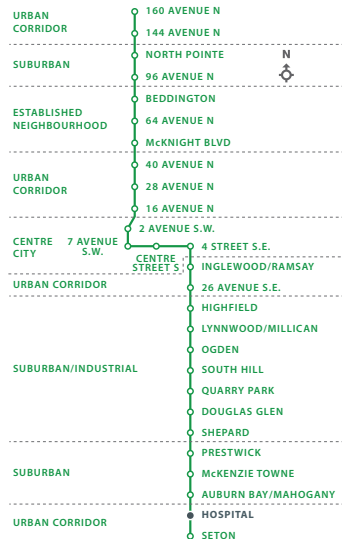 160 AVENUE N
URBAN
CORRIDOR
144 AVENUE N
NORTH POINTE
SUBURBAN
N
96 AVENUE N
BEDDINGTON
ESTABLISHED
NEIGHBOURHOOD
64 AVENUE N
McKNIGHT BLVD
40 AVENUE N
URBAN
CORRIDOR
28 AVENUE N
16 AVENUE N
2 AVENUE S.W.
CENTRE
CITY
7 AVENUE
S.W.
4 STREET S.E.
CENTRE
STREET S
INGLEWOOD/RAMSAY
URBAN CORRIDOR
26 AVENUE S.E.
HIGHFIELD
LYNNWOOD/MILLICAN
OGDEN
SUBURBAN/INDUSTRIAL
SOUTH HILL
QUARRY PARK
DOUGLAS GLEN
SHEPARD
PRESTWICK
SUBURBAN
McKENZIE TOWNE
AUBURN BAY/MAHOGANY
HOSPITAL
URBAN CORRIDOR
SETON